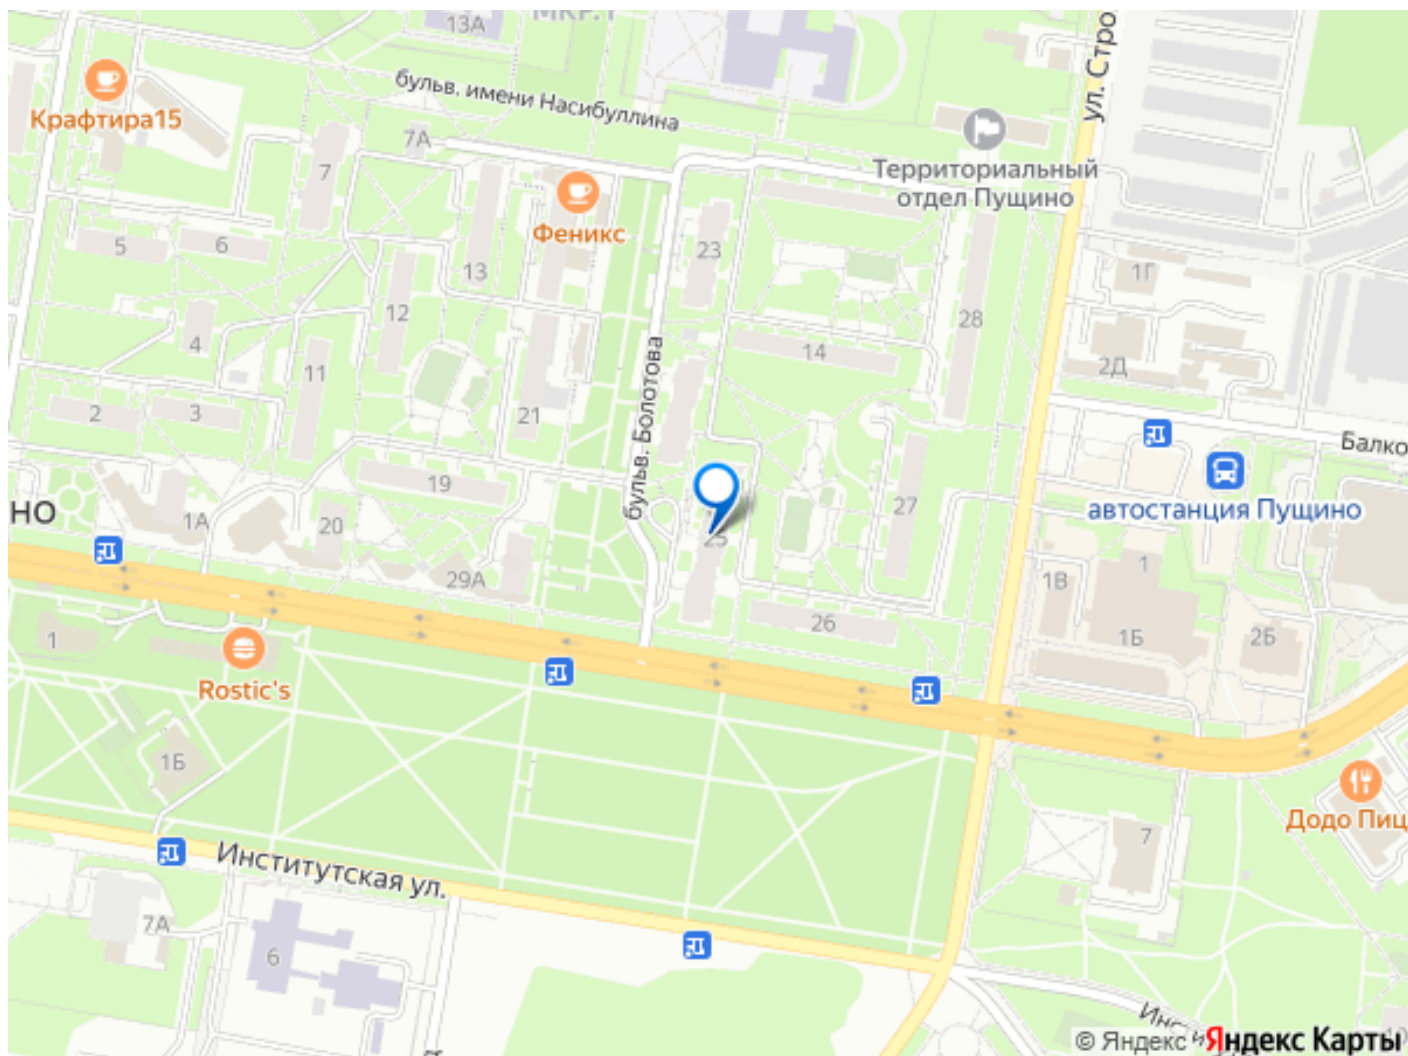 13А
МКР. 1
ул. Стро
бульв. имени Насибуллина
Крафтира15
7А
7
Территориальный
отдел Пущино
Феникс
5
6
23
13
1Г
12
28
4
14
2Д
11
бульв. Болотова
2
3
21
Балко
19
27
автостанция Пущино
НО
1А
20
25
29А
1В
1
26
1Б
2Б
1
Rostic's
1Б
Додо Пиц
7
Институтская ул.
7А
6
Инс
© Яндекс
Яндекс Карты